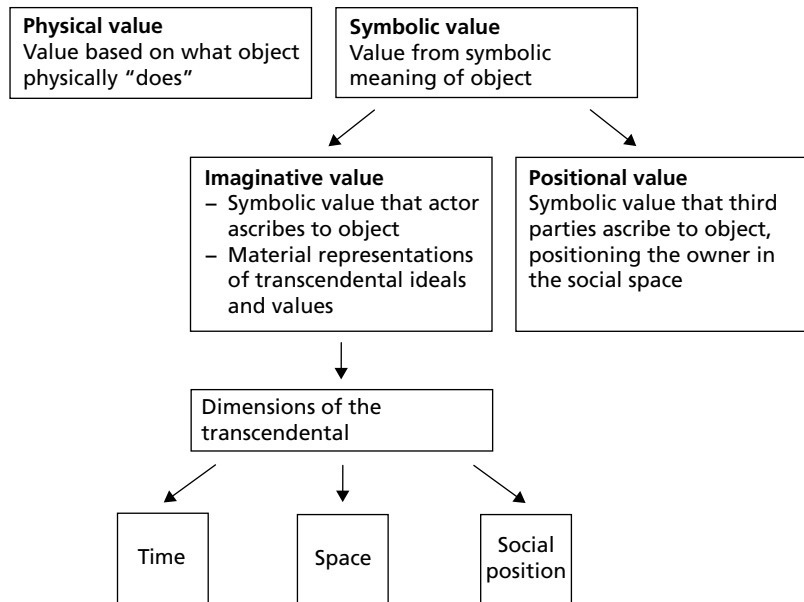 Physical value
Value based on what object
physically “does”
Symbolic value
Value from symbolic
meaning of object
Imaginative value
– Symbolic value that actor
ascribes to object
– Material representations
of transcendental ideals
and values
Positional value
Symbolic value that third
parties ascribe to object,
positioning the owner in
the social space
Dimensions of the
transcendental
Time
Space
Social
position